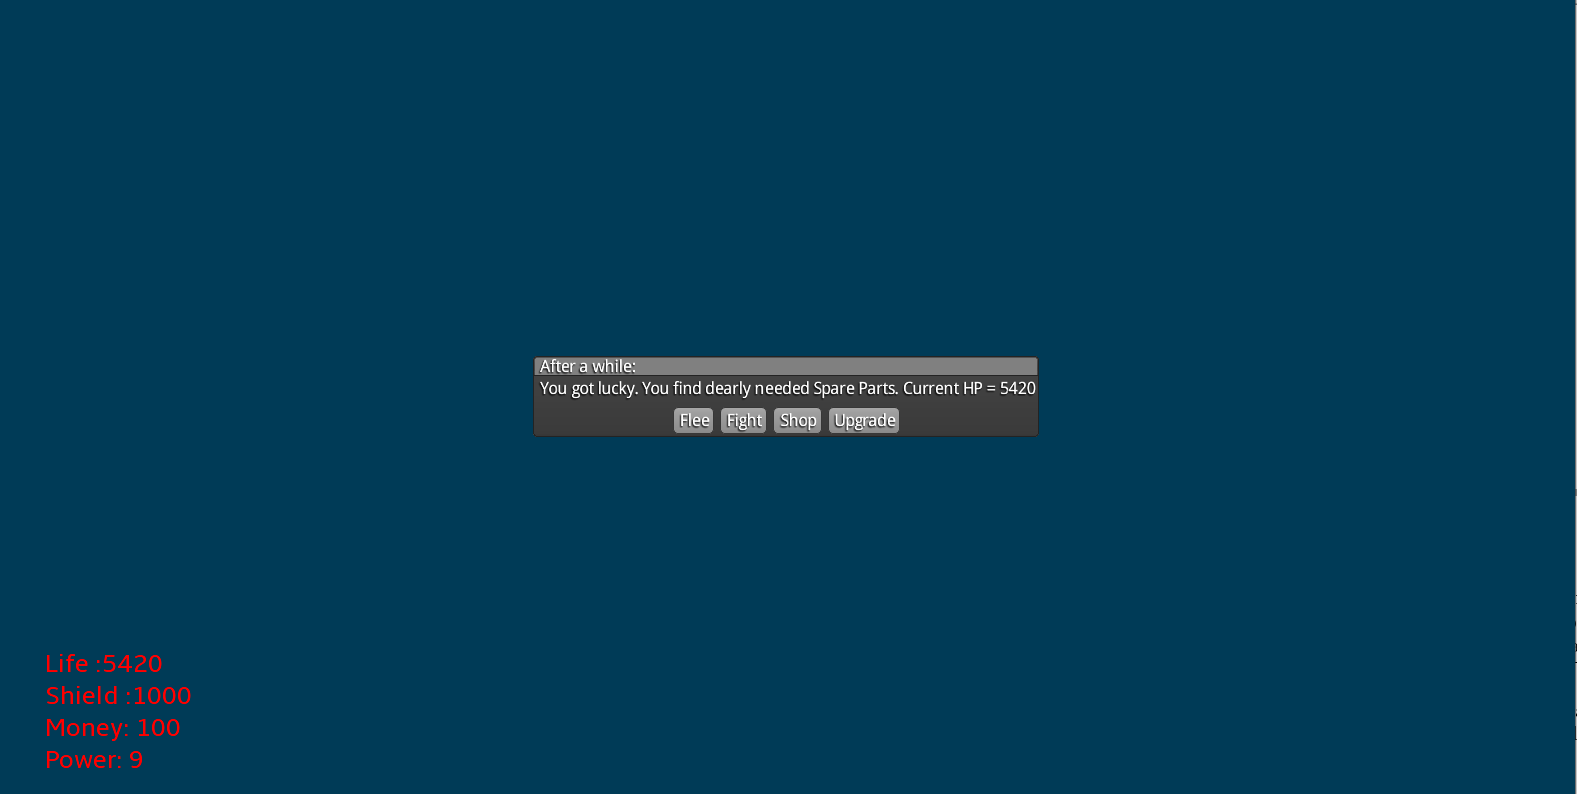 After a while:
You got lucky. You find dearly needed Spare Parts. Current HP = 5420
Flee Fight Shop Upgrade
Life :5420
Shield :1000
Money: 100
Power: 9